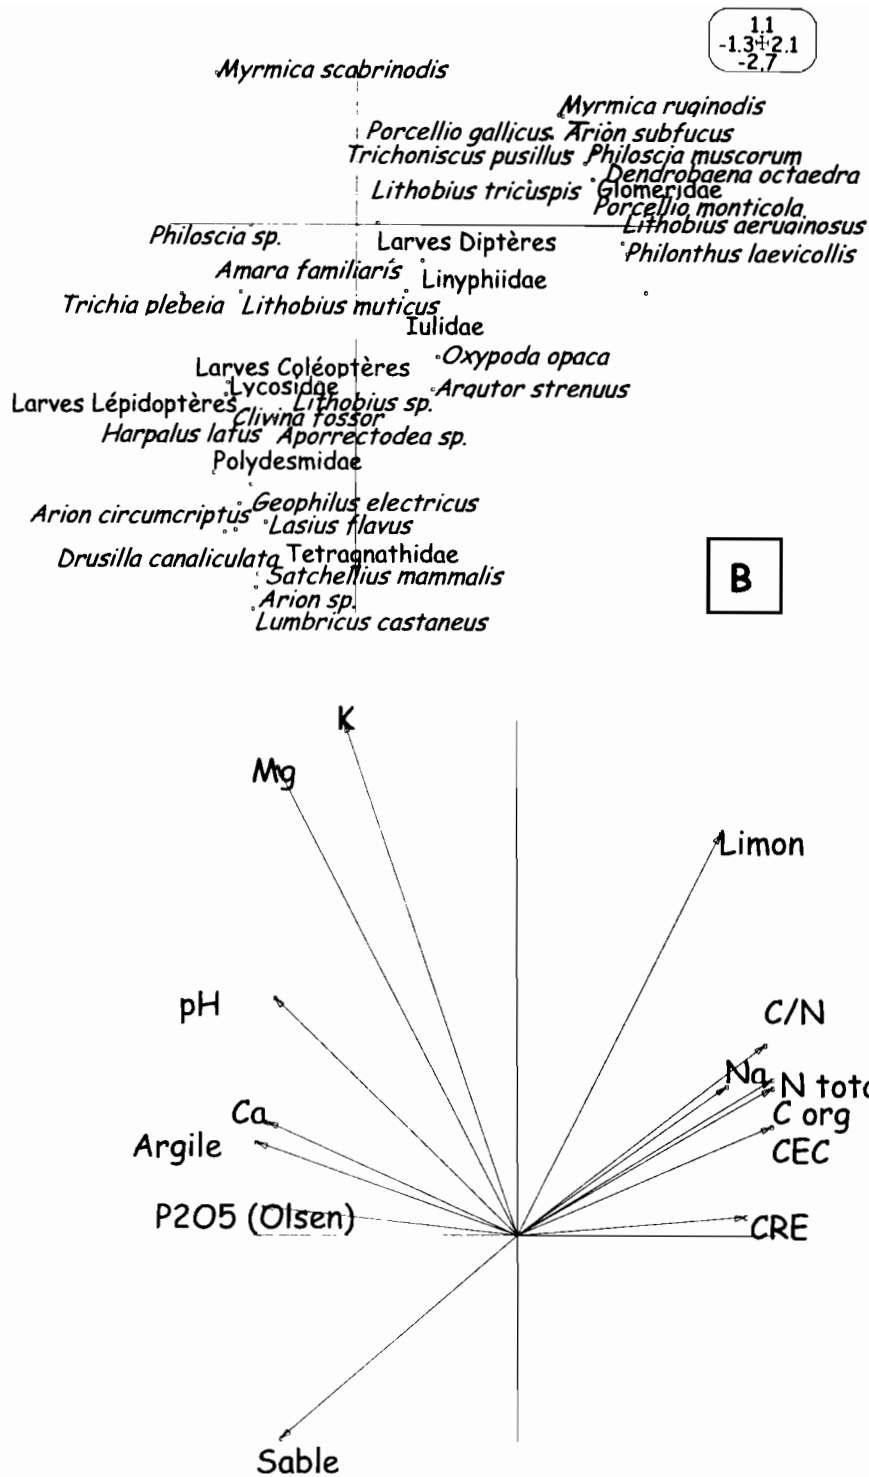 1.1
-1.3 2.1
-2.7
Myrmica scabrinodis
Myrmica ruginodis
Porcellio gallicus Arion subfucus
Trichoniscus pusillus Philoscia muscorum
Dendrobaena octaedra
Lithobius tricuspis Glomeridae
Porcellio monticola
Lithobius aeruginosus
Philoscia sp. Larves Diptères Philonthus laevicollis
Amara familiaris Linyphiidae
Trichia plebeia Lithobius muticus
Iulidae
Oxypoda opaca
Larves Coléoptères
Lycosidae Argutor strenuus
Larves Lépidoptères Lithobius sp.
Clivina fossor
Harpalus latus Aporrectodea sp.
Polydesmidae
Geophilus electricus
Arion circumcriptus Lasius flavus
Drusilla canaliculata Tetragnathidae
Satchellius mammalis
Arion sp.
Lumbricus castaneus
B
K
Mg
Limon
pH
C/N
Na
N tota
Ca
C org
Argile
CEC
P2O5 (Olsen)
CRE
Sable